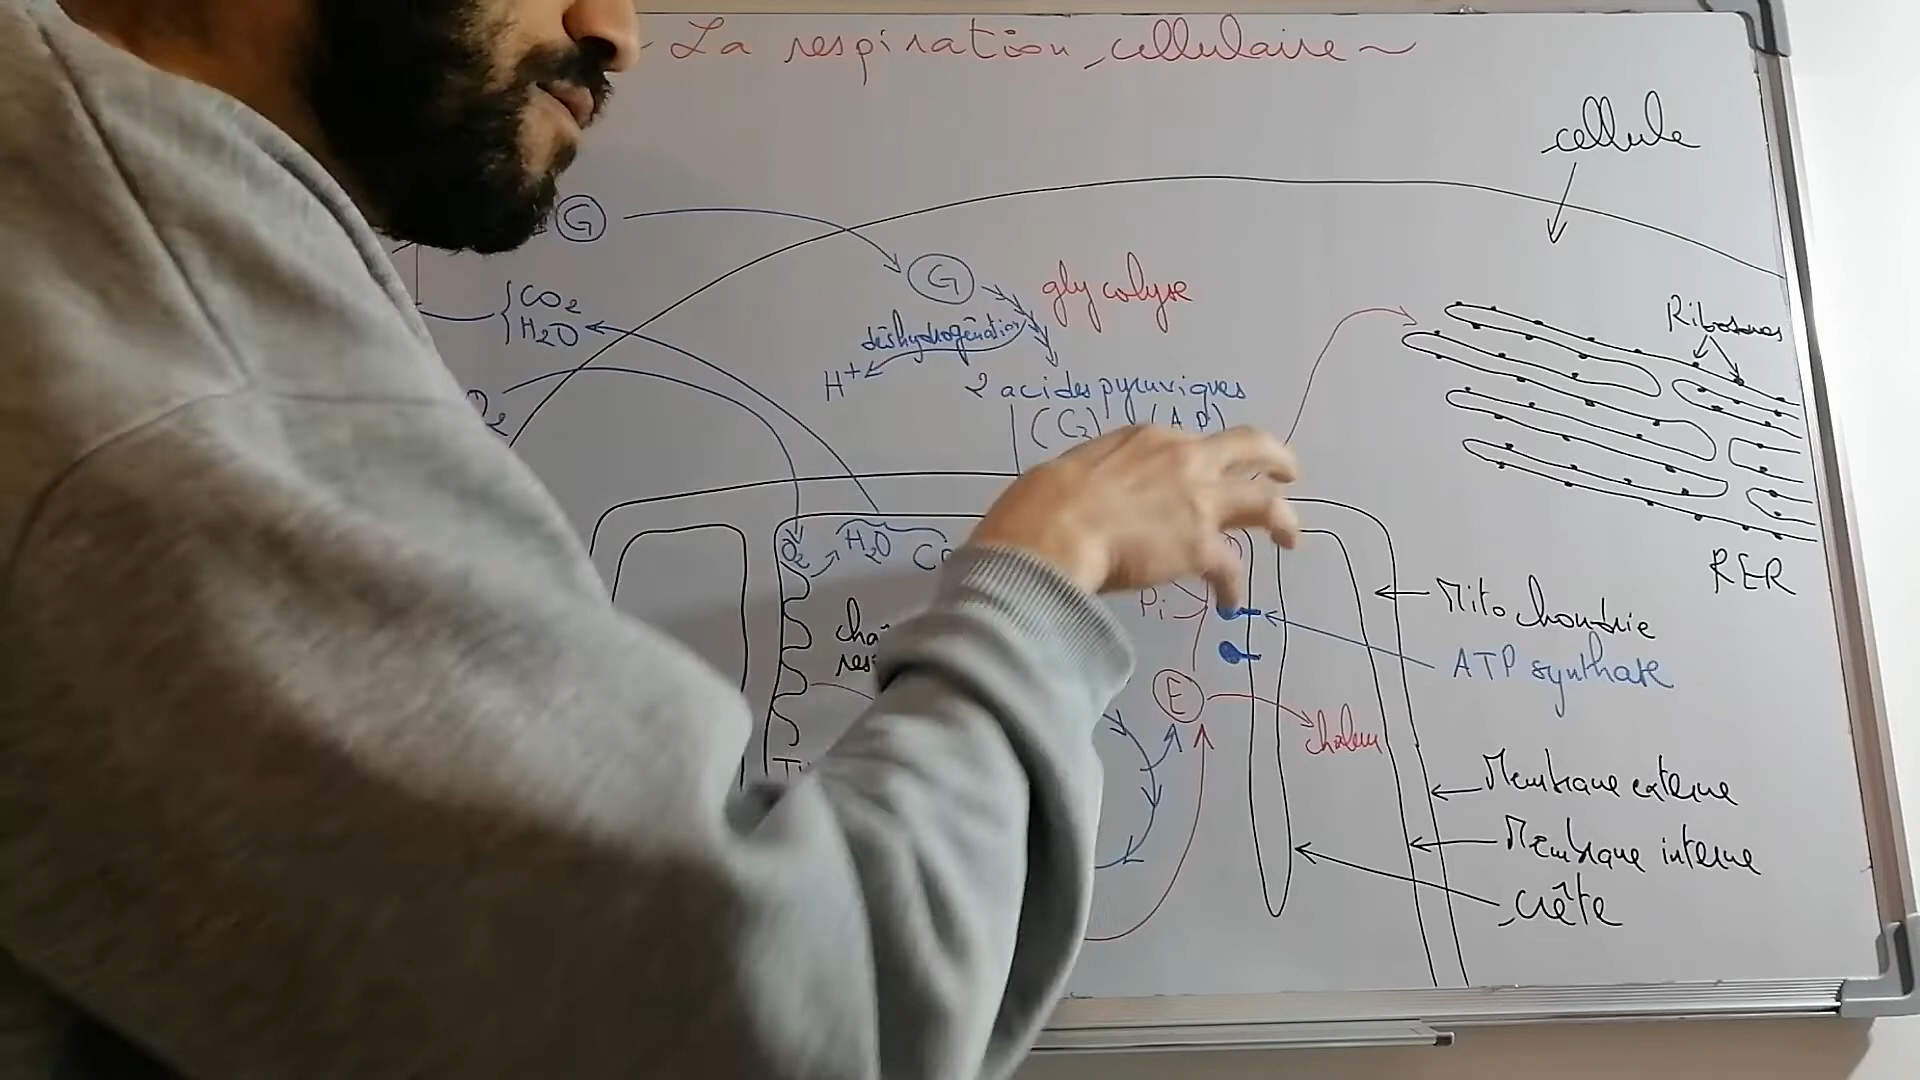 La respiration cellulaire
cellule
G
G
glycolyse
CO2
H2O
déshydrogénation
H+
Ribosomes
2 acides pyruviques
(C3) (AP)
O2
H2O
RER
Mitochondrie
Pi
ATP synthase
E
chaleur
Membrane externe
Membrane interne
crête